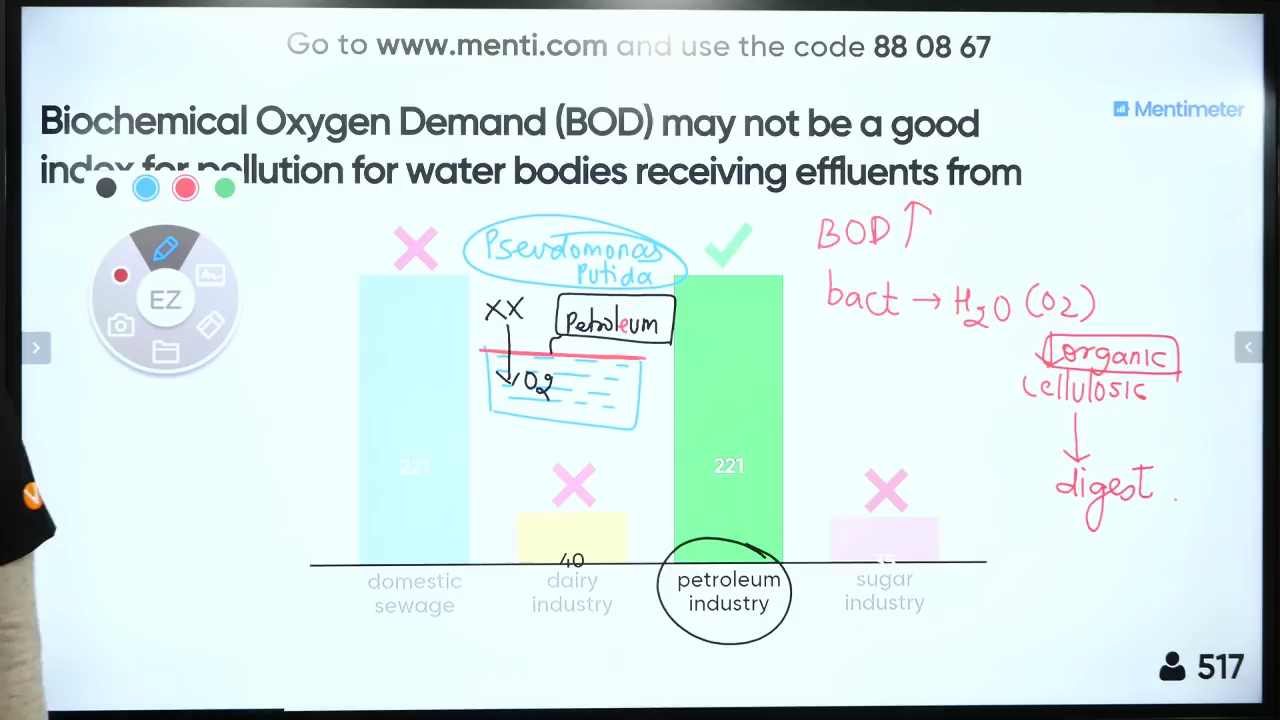 Go to www.menti.com and use the code 88 08 67
Mentimeter
Biochemical Oxygen Demand (BOD) may not be a good
index for pollution for water bodies receiving effluents from
EZ
Pseudomonas
Putida
XX
Petroleum
O2
BOD ↑
bact → H2O (O2)
organic
cellulosic
digest
221
40
221
35
domestic
sewage
dairy
industry
petroleum
industry
sugar
industry
517